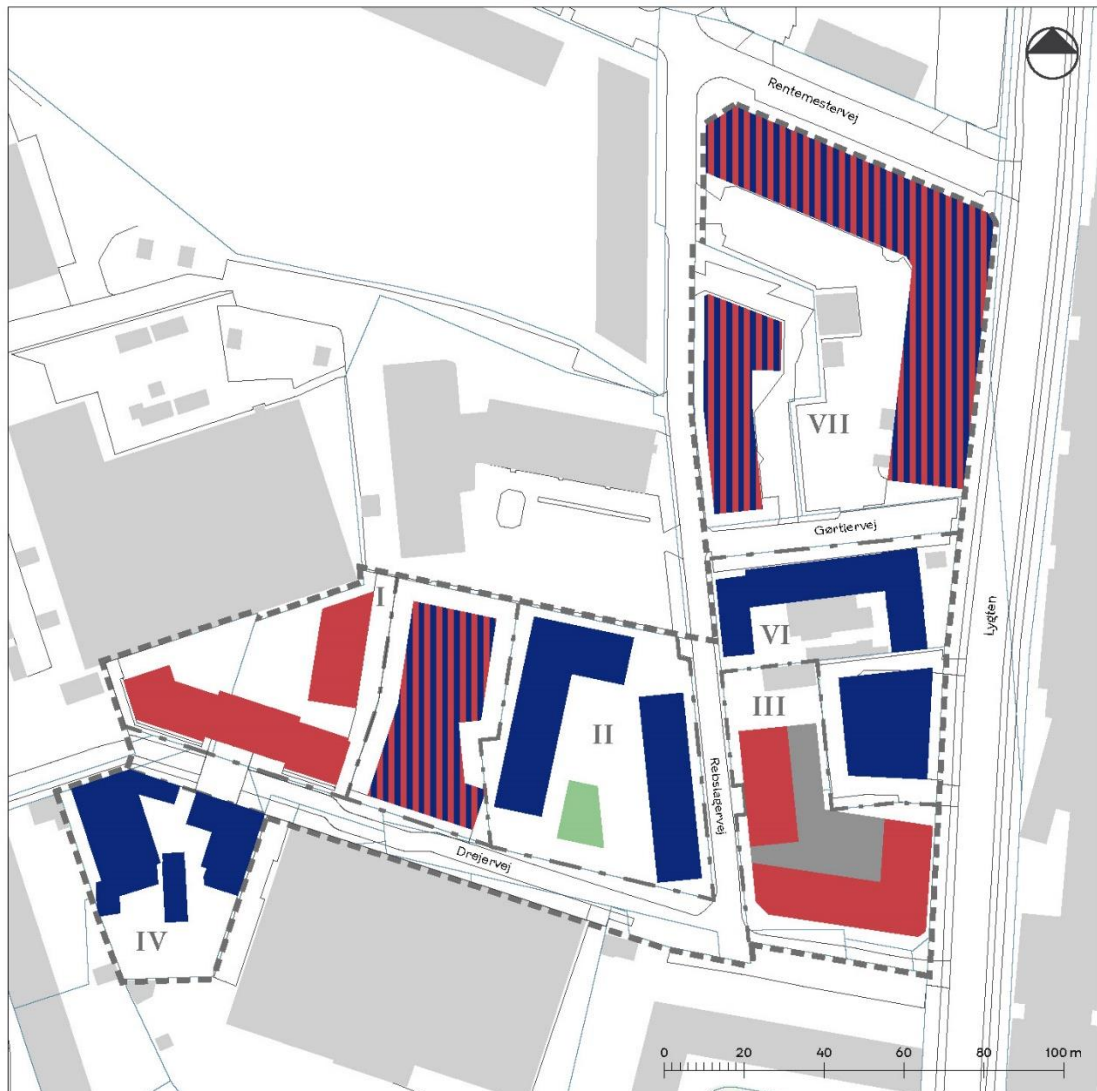 Rentemestervej
VII
Gørtlervej
Lygten
I
VI
II
III
Rebslagervej
Drejervej
IV
0 20 40 60 80 100 m